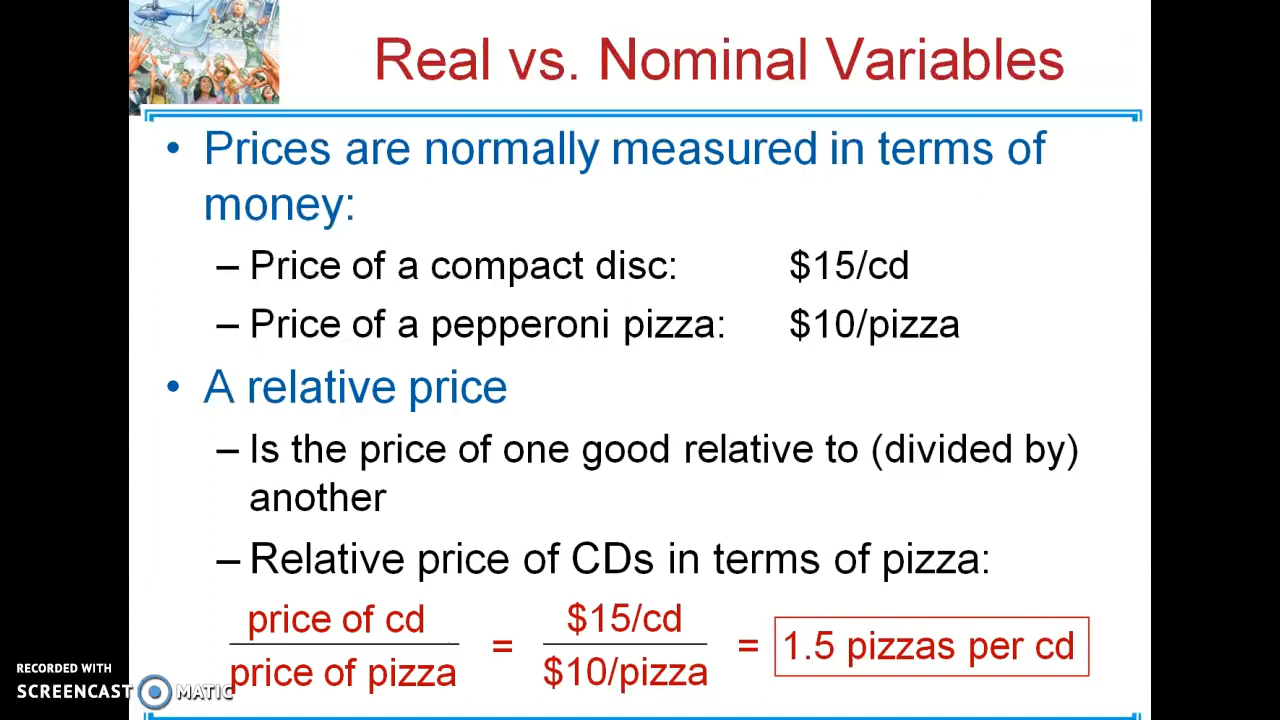 Real vs. Nominal Variables
• Prices are normally measured in terms of
money:
– Price of a compact disc: $15/cd
– Price of a pepperoni pizza: $10/pizza
• A relative price
– Is the price of one good relative to (divided by)
another
– Relative price of CDs in terms of pizza:
price of cd
price of pizza
=
$15/cd
$10/pizza
=
1.5 pizzas per cd
RECORDED WITH
SCREENCAST MATIC